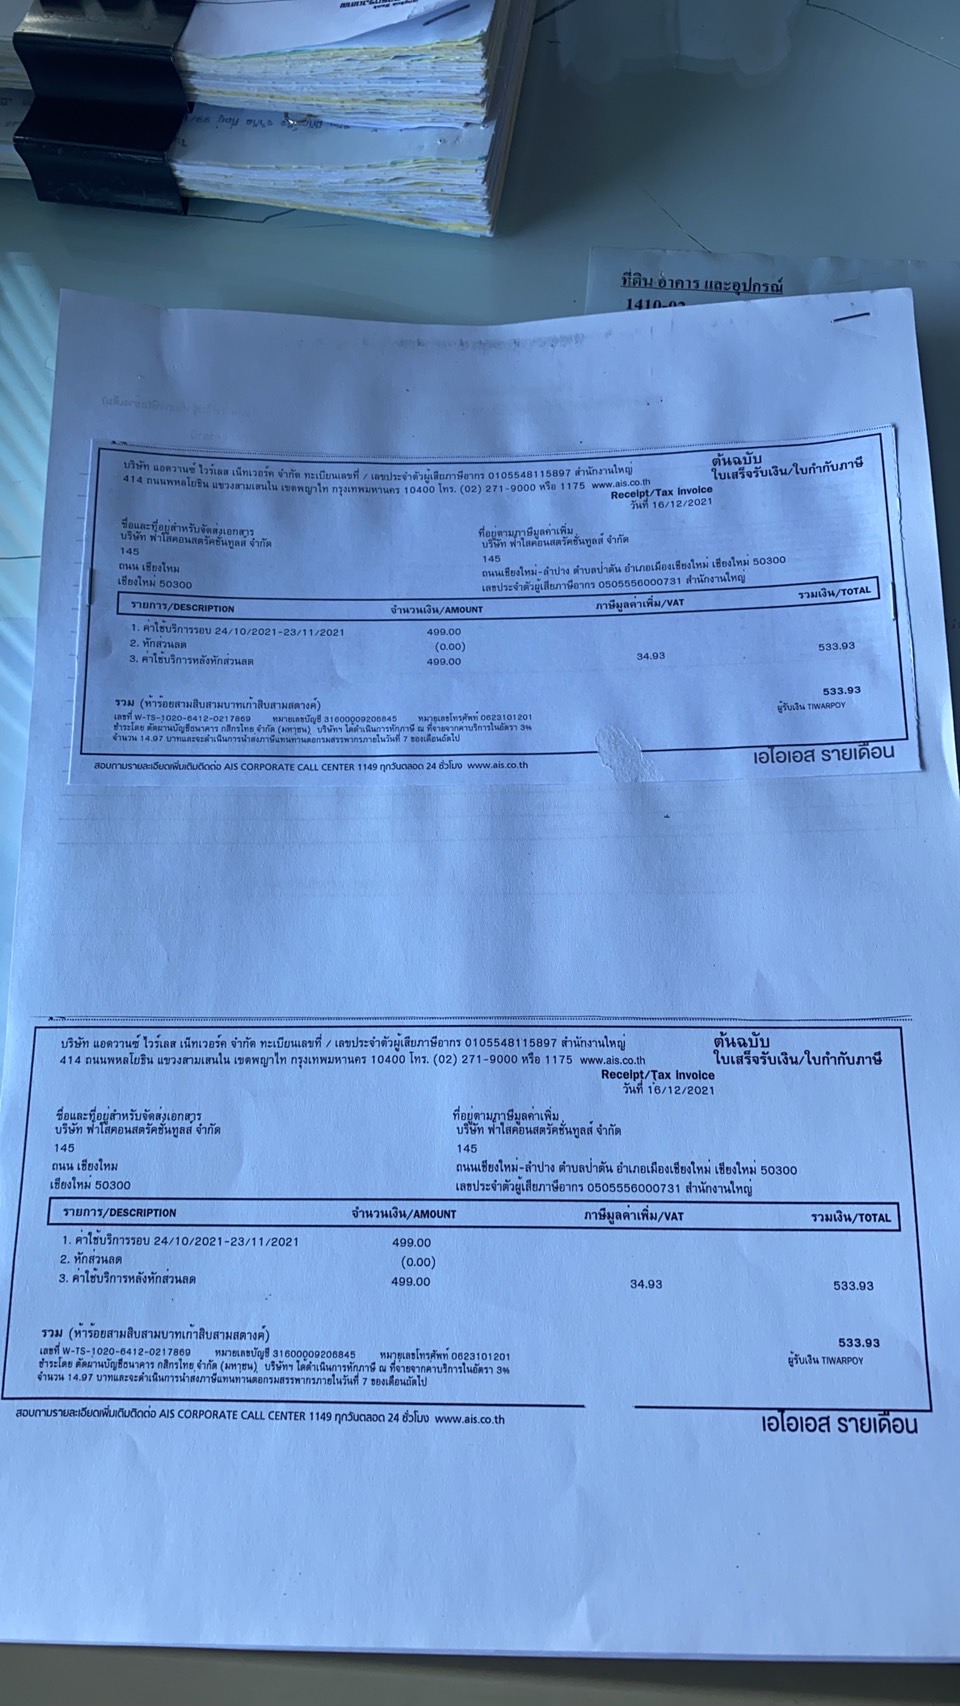 ที่ดิน อาคาร และอุปกรณ์
บริษัท แอดวานซ์ ไวร์เลส เน็ทเวอร์ค จำกัด ทะเบียนเลขที่ / เลขประจำตัวผู้เสียภาษีอากร 0105548115897 สำนักงานใหญ่
414 ถนนพหลโยธิน แขวงสามเสนใน เขตพญาไท กรุงเทพมหานคร 10400 โทร. (02) 271-9000 หรือ 1175 www.ais.co.th
ต้นฉบับ
ใบเสร็จรับเงิน/ใบกำกับภาษี
Receipt/Tax Invoice
วันที่ 16/12/2021
ชื่อและที่อยู่สำหรับจัดส่งเอกสาร
บริษัท ฟาโสคอนสตรัคชั่นทูลส์ จำกัด
145
ถนน เชียงใหม
เชียงใหม่ 50300
ที่อยู่ตามภาษีมูลค่าเพิ่ม
บริษัท ฟาโสคอนสตรัคชั่นทูลส์ จำกัด
145
ถนนเชียงใหม่-ลำปาง ตำบลป่าตัน อำเภอเมืองเชียงใหม่ เชียงใหม่ 50300
เลขประจำตัวผู้เสียภาษีอากร 0505556000731 สำนักงานใหญ่
รายการ/DESCRIPTION จำนวนเงิน/AMOUNT ภาษีมูลค่าเพิ่ม/VAT รวมเงิน/TOTAL
1. ค่าใช้บริการรอบ 24/10/2021-23/11/2021 499.00
2. หักส่วนลด (0.00)
3. ค่าใช้บริการหลังหักส่วนลด 499.00 34.93 533.93
รวม (ห้าร้อยสามสิบสามบาทเก้าสิบสามสตางค์) 533.93
เลขที่ W-TS-1020-6412-0217869 หมายเลขบัญชี 31600009206845 หมายเลขโทรศัพท์ 0623101201
ผู้รับเงิน TIWARPOY
ชำระโดย ตัดผ่านบัญชีธนาคาร กสิกรไทย จำกัด (มหาชน) บริษัทฯ ได้ดำเนินการหักภาษี ณ ที่จ่ายจากค่าบริการในอัตรา 3%
จำนวน 14.97 บาทและจะดำเนินการนำส่งภาษีแทนท่านต่อกรมสรรพากรภายในวันที่ 7 ของเดือนถัดไป
สอบถามรายละเอียดเพิ่มเติมติดต่อ AIS CORPORATE CALL CENTER 1149 ทุกวันตลอด 24 ชั่วโมง www.ais.co.th
เอไอเอส รายเดือน
บริษัท แอดวานซ์ ไวร์เลส เน็ทเวอร์ค จำกัด ทะเบียนเลขที่ / เลขประจำตัวผู้เสียภาษีอากร 0105548115897 สำนักงานใหญ่
414 ถนนพหลโยธิน แขวงสามเสนใน เขตพญาไท กรุงเทพมหานคร 10400 โทร. (02) 271-9000 หรือ 1175 www.ais.co.th
ต้นฉบับ
ใบเสร็จรับเงิน/ใบกำกับภาษี
Receipt/Tax Invoice
วันที่ 16/12/2021
ชื่อและที่อยู่สำหรับจัดส่งเอกสาร
บริษัท ฟาโสคอนสตรัคชั่นทูลส์ จำกัด
145
ถนน เชียงใหม
เชียงใหม่ 50300
ที่อยู่ตามภาษีมูลค่าเพิ่ม
บริษัท ฟาโสคอนสตรัคชั่นทูลส์ จำกัด
145
ถนนเชียงใหม่-ลำปาง ตำบลป่าตัน อำเภอเมืองเชียงใหม่ เชียงใหม่ 50300
เลขประจำตัวผู้เสียภาษีอากร 0505556000731 สำนักงานใหญ่
รายการ/DESCRIPTION จำนวนเงิน/AMOUNT ภาษีมูลค่าเพิ่ม/VAT รวมเงิน/TOTAL
1. ค่าใช้บริการรอบ 24/10/2021-23/11/2021 499.00
2. หักส่วนลด (0.00)
3. ค่าใช้บริการหลังหักส่วนลด 499.00 34.93 533.93
รวม (ห้าร้อยสามสิบสามบาทเก้าสิบสามสตางค์) 533.93
เลขที่ W-TS-1020-6412-0217869 หมายเลขบัญชี 31600009206845 หมายเลขโทรศัพท์ 0623101201
ผู้รับเงิน TIWARPOY
ชำระโดย ตัดผ่านบัญชีธนาคาร กสิกรไทย จำกัด (มหาชน) บริษัทฯ ได้ดำเนินการหักภาษี ณ ที่จ่ายจากค่าบริการในอัตรา 3%
จำนวน 14.97 บาทและจะดำเนินการนำส่งภาษีแทนท่านต่อกรมสรรพากรภายในวันที่ 7 ของเดือนถัดไป
สอบถามรายละเอียดเพิ่มเติมติดต่อ AIS CORPORATE CALL CENTER 1149 ทุกวันตลอด 24 ชั่วโมง www.ais.co.th
เอไอเอส รายเดือน